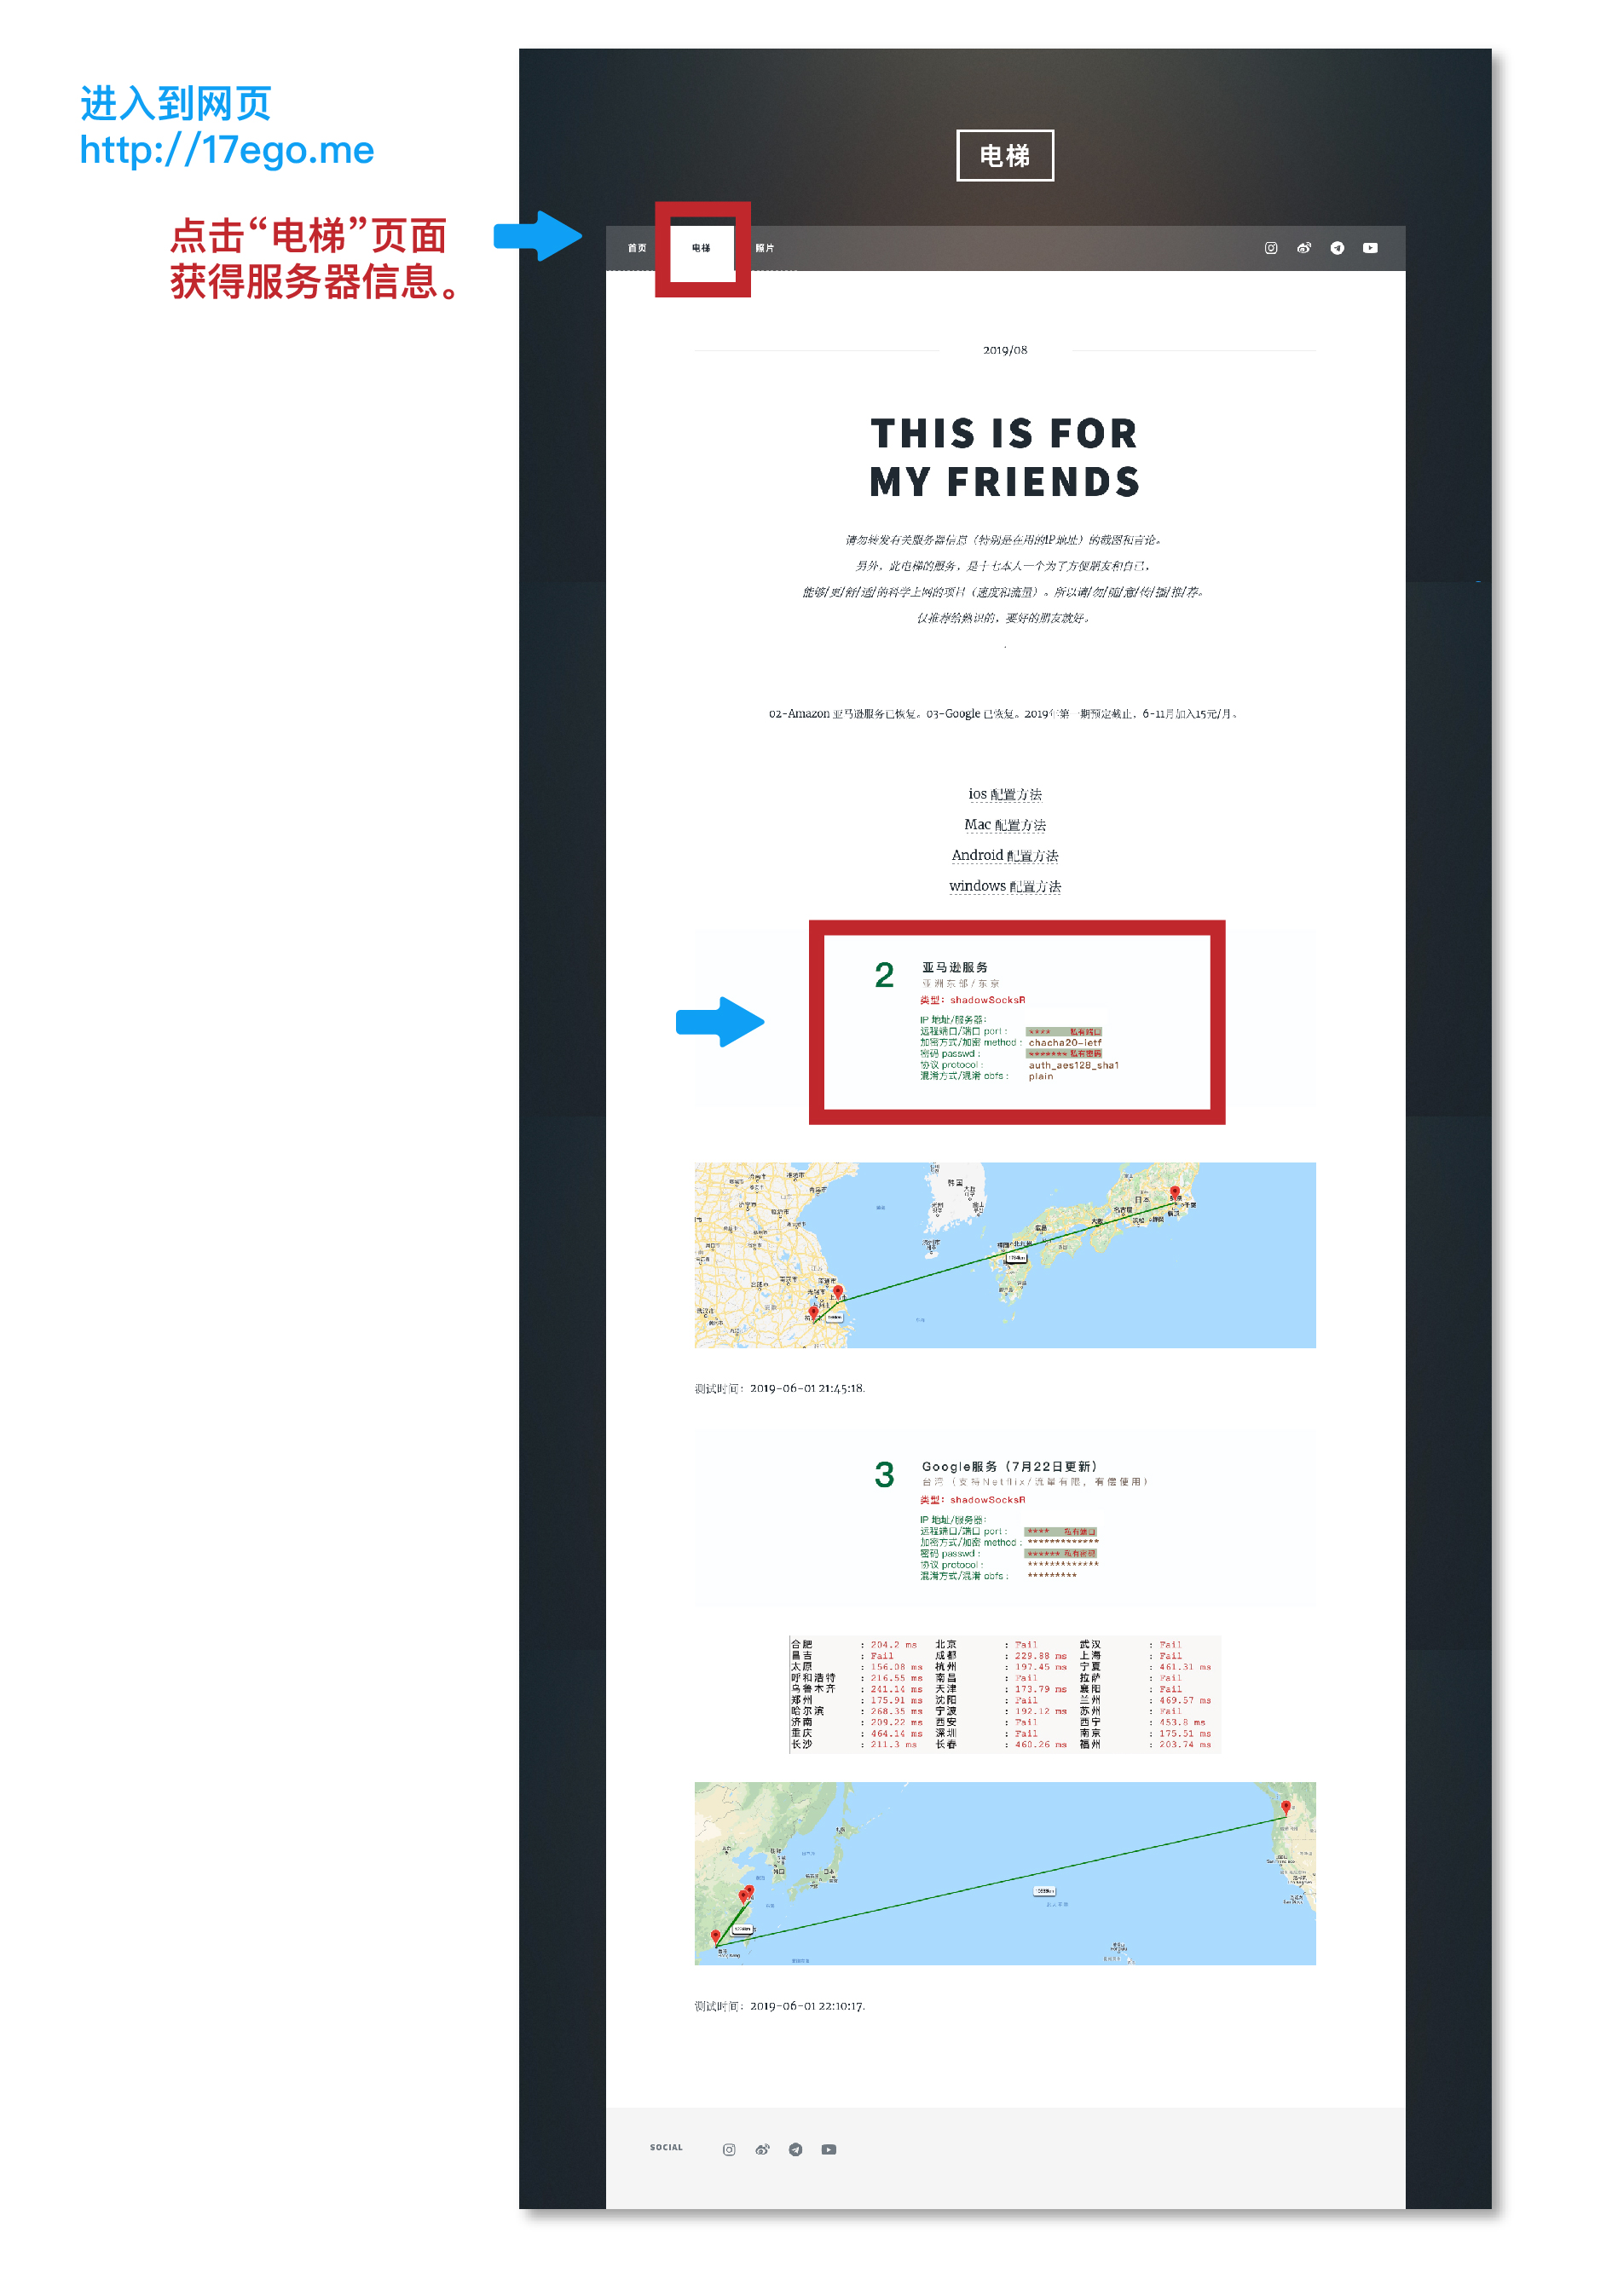 进入到网页
http://17ego.me
点击“电梯”页面
获得服务器信息。
电梯
首页
电梯
照片
2019/08
THIS IS FOR
MY FRIENDS
请勿转发有关服务器信息（特别是在用的IP地址）的截图和言论。
另外，此电梯的服务，是十七本人一个为了方便朋友和自己，
能够/更/舒/适/的科学上网的项目（速度和流量）。所以请/勿/随/意/传/播/推/荐。
仅推荐给熟识的，要好的朋友就好。
.
02-Amazon 亚马逊服务已恢复。03-Google 已恢复。2019年第一期预定截止，6-11月加入15元/月。
ios 配置方法
Mac 配置方法
Android 配置方法
windows 配置方法
2
亚马逊服务
亚洲东部/东京
类型：shadowSocksR
IP 地址/服务器：
远程端口/端口 port： **** 私有端口
加密方式/加密 method： chacha20-ietf
密码 passwd： ******* 私有密码
协议 protocol： auth_aes128_sha1
混淆方式/混淆 obfs： plain
韩国
日本
名古屋
大阪
测试时间：2019-06-01 21:45:18.
3
Google服务（7月22日更新）
台湾（支持Netflix/流量有限，有偿使用）
类型：shadowSocksR
IP 地址/服务器：
远程端口/端口 port： **** 私有端口
加密方式/加密 method： *************
密码 passwd： ****** 私有密码
协议 protocol： *************
混淆方式/混淆 obfs： *********
合肥 : 204.2 ms 北京 : Fail 武汉 : Fail
昌吉 : Fail 成都 : 229.88 ms 上海 : Fail
太原 : 156.08 ms 杭州 : 197.45 ms 宁夏 : 461.31 ms
呼和浩特 : 216.55 ms 南昌 : Fail 拉萨 : Fail
乌鲁木齐 : 241.14 ms 天津 : 173.79 ms 襄阳 : Fail
郑州 : 175.91 ms 沈阳 : Fail 兰州 : 469.57 ms
哈尔滨 : 268.35 ms 宁波 : 192.12 ms 苏州 : Fail
济南 : 209.22 ms 西安 : Fail 西宁 : 453.8 ms
重庆 : 464.14 ms 深圳 : Fail 南京 : 175.51 ms
长沙 : 211.3 ms 长春 : 460.26 ms 福州 : 203.74 ms
日本
测试时间：2019-06-01 22:10:17.
SOCIAL